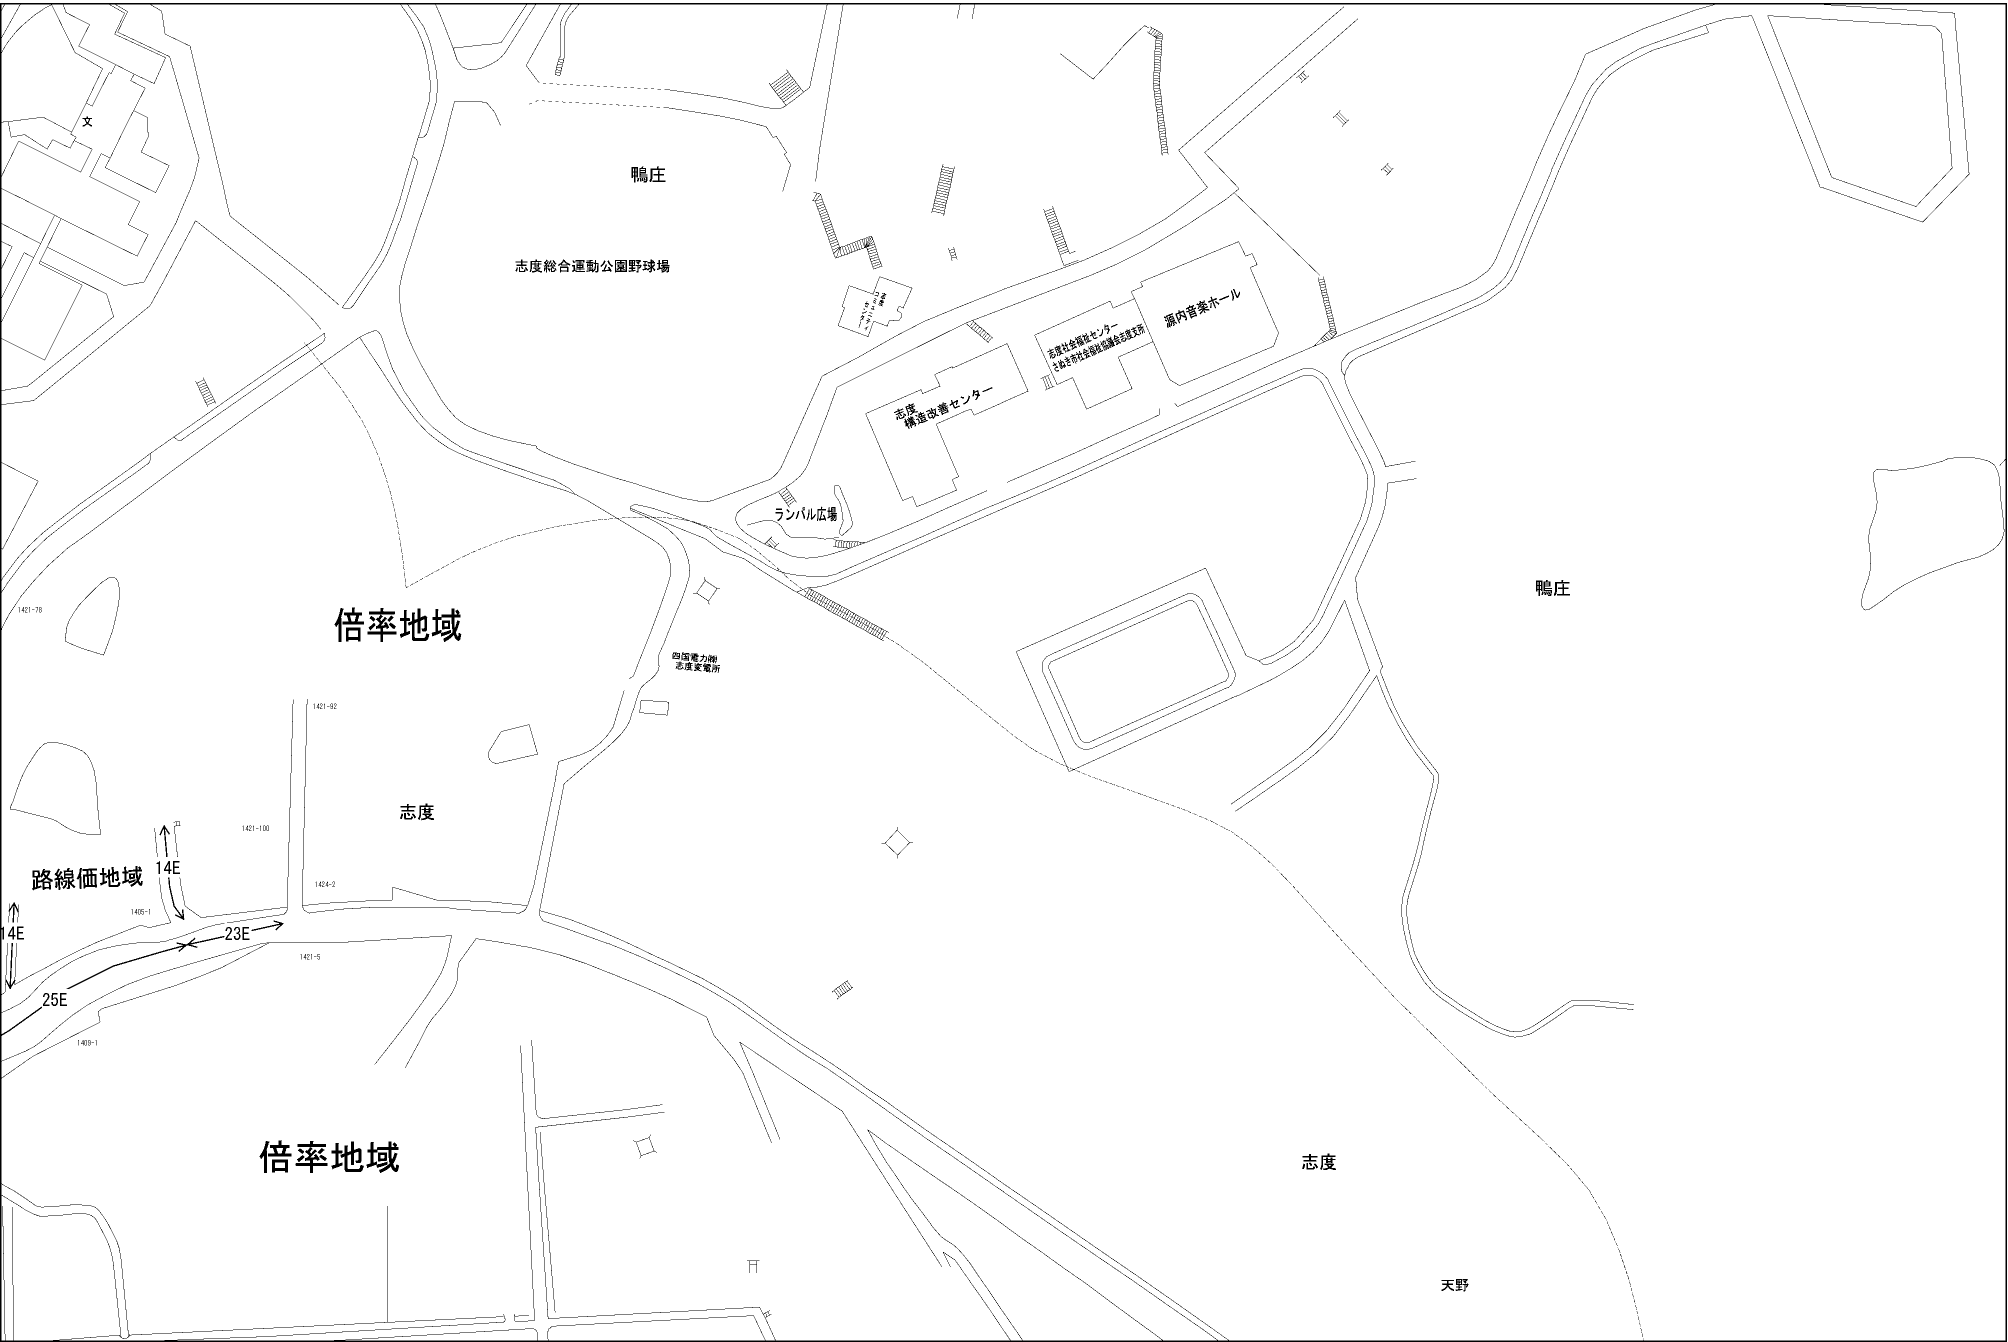 文
鴨庄
志度総合運動公園野球場
源内音楽ホール
志度社会福祉センター
さぬき市社会福祉協議会志度支所
志度
構造改善センター
ランパル広場
鴨庄
1421-78
倍率地域
四国電力㈱
志度変電所
1421-92
志度
1421-100
14E
路線価地域
1424-2
1405-1
14E
23E
1421-5
25E
1409-1
倍率地域
志度
天野